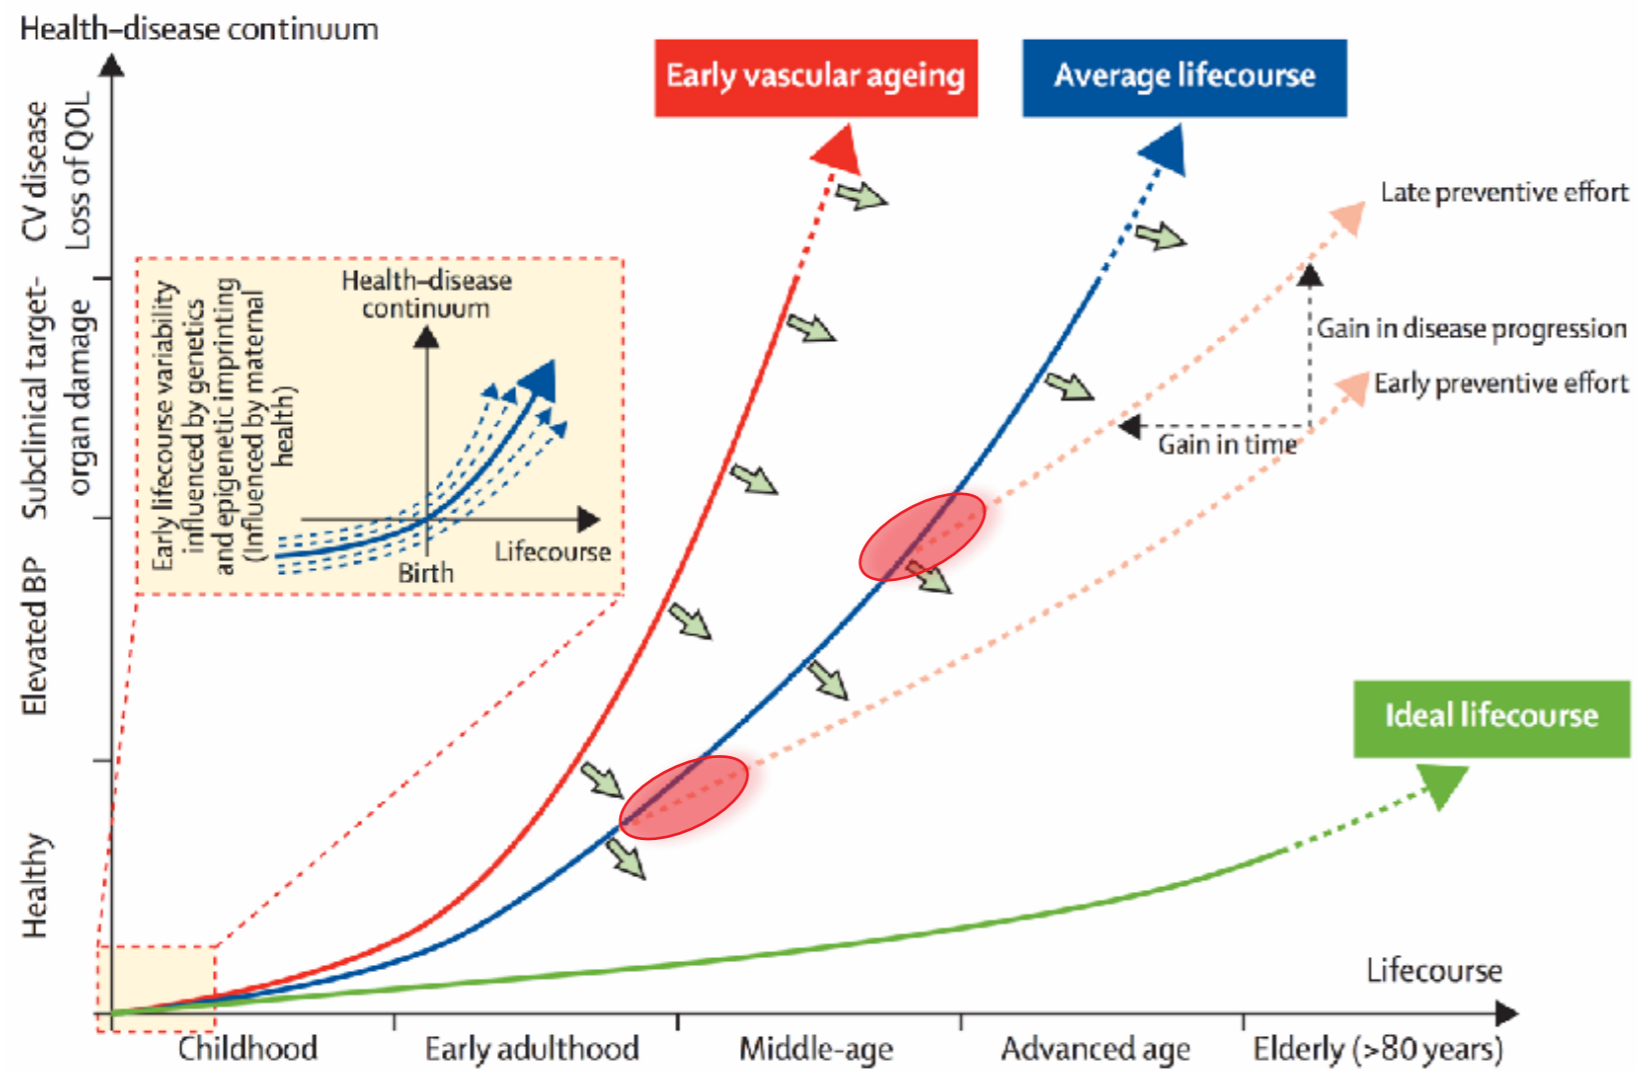 Health–disease continuum
Early vascular ageing
Average lifecourse
CV disease
Loss of QOL
Subclinical target-
organ damage
Elevated BP
Healthy
Early lifecourse variability
influenced by genetics
and epigenetic imprinting
(Influenced by maternal
health)
Health–disease
continuum
Lifecourse
Birth
Late preventive effort
Gain in disease progression
Early preventive effort
Gain in time
Ideal lifecourse
Lifecourse
Childhood
Early adulthood
Middle-age
Advanced age
Elderly (>80 years)